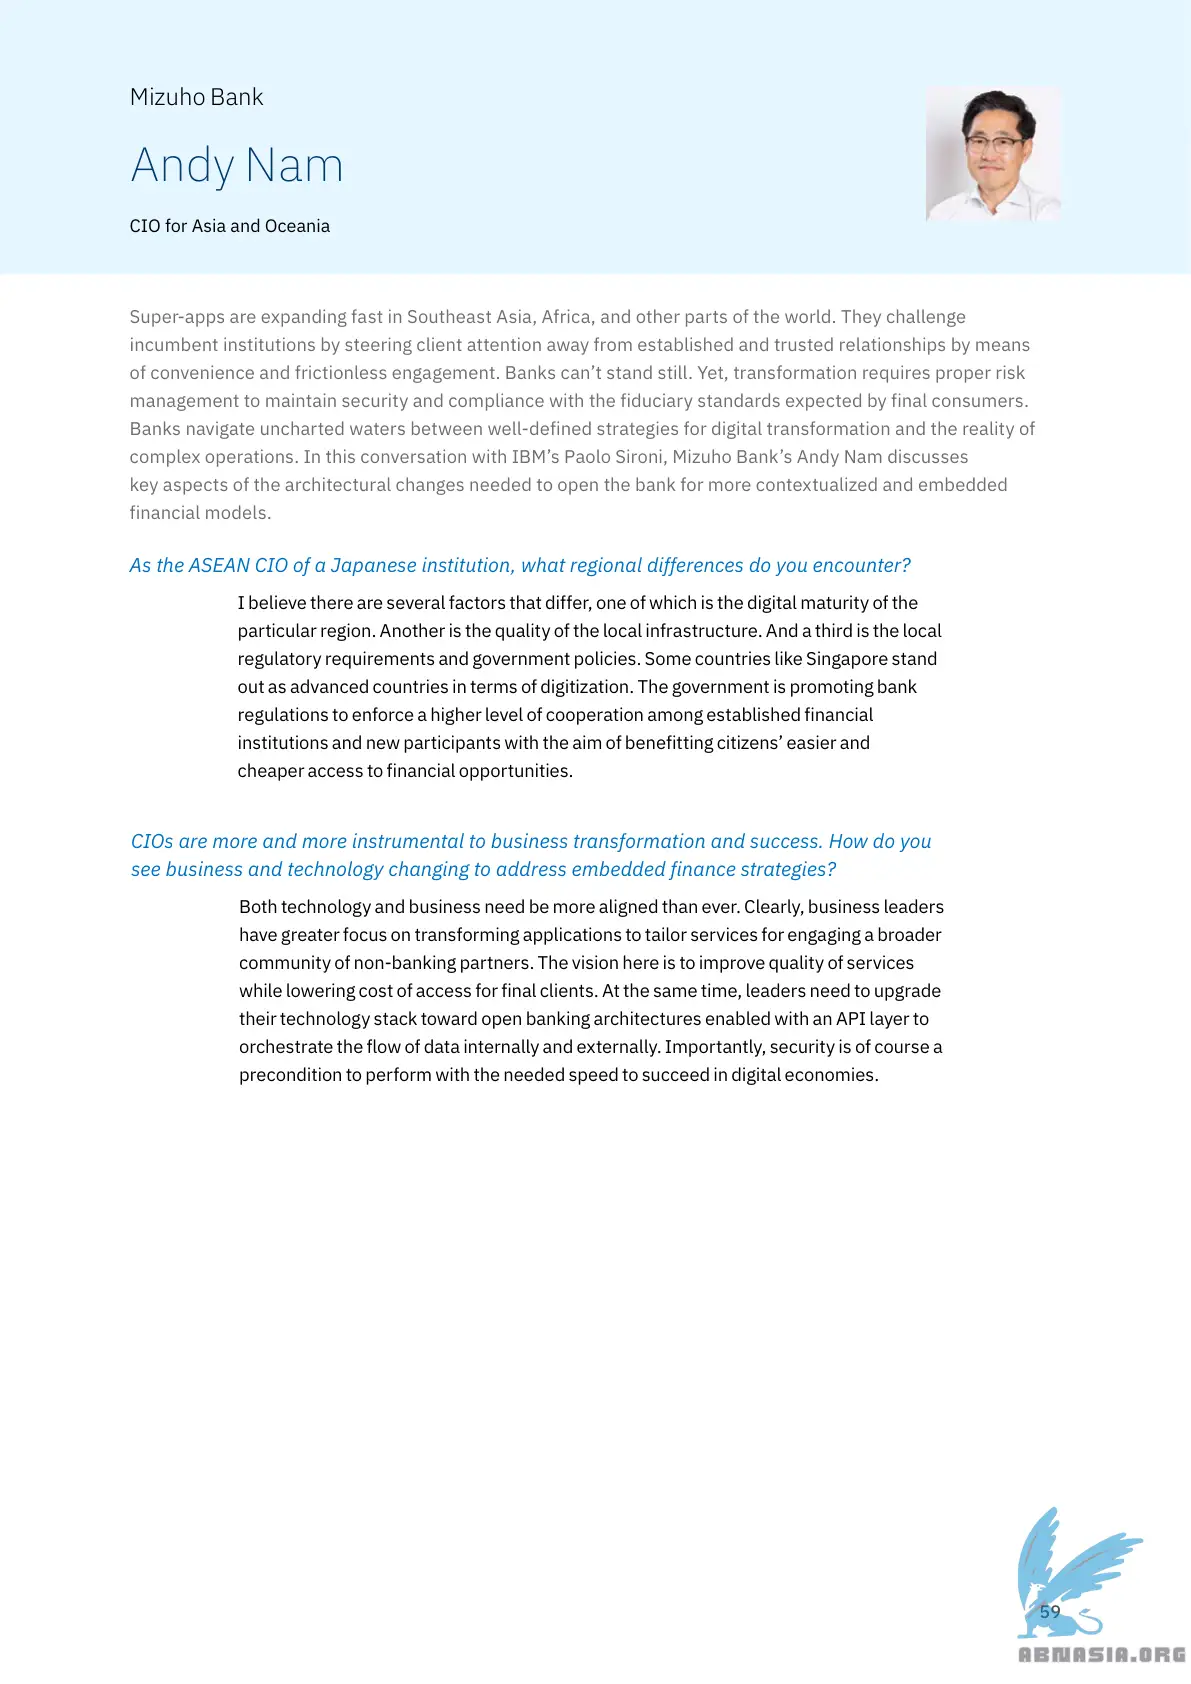 Mizuho Bank
Andy Nam
CIO for Asia and Oceania
Super-apps are expanding fast in Southeast Asia, Africa, and other parts of the world. They challenge
incumbent institutions by steering client attention away from established and trusted relationships by means
of convenience and frictionless engagement. Banks can’t stand still. Yet, transformation requires proper risk
management to maintain security and compliance with the fiduciary standards expected by final consumers.
Banks navigate uncharted waters between well-defined strategies for digital transformation and the reality of
complex operations. In this conversation with IBM’s Paolo Sironi, Mizuho Bank’s Andy Nam discusses
key aspects of the architectural changes needed to open the bank for more contextualized and embedded
financial models.
As the ASEAN CIO of a Japanese institution, what regional differences do you encounter?
I believe there are several factors that differ, one of which is the digital maturity of the
particular region. Another is the quality of the local infrastructure. And a third is the local
regulatory requirements and government policies. Some countries like Singapore stand
out as advanced countries in terms of digitization. The government is promoting bank
regulations to enforce a higher level of cooperation among established financial
institutions and new participants with the aim of benefitting citizens’ easier and
cheaper access to financial opportunities.
CIOs are more and more instrumental to business transformation and success. How do you
see business and technology changing to address embedded finance strategies?
Both technology and business need be more aligned than ever. Clearly, business leaders
have greater focus on transforming applications to tailor services for engaging a broader
community of non-banking partners. The vision here is to improve quality of services
while lowering cost of access for final clients. At the same time, leaders need to upgrade
their technology stack toward open banking architectures enabled with an API layer to
orchestrate the flow of data internally and externally. Importantly, security is of course a
precondition to perform with the needed speed to succeed in digital economies.
59
ABNASIA.ORG